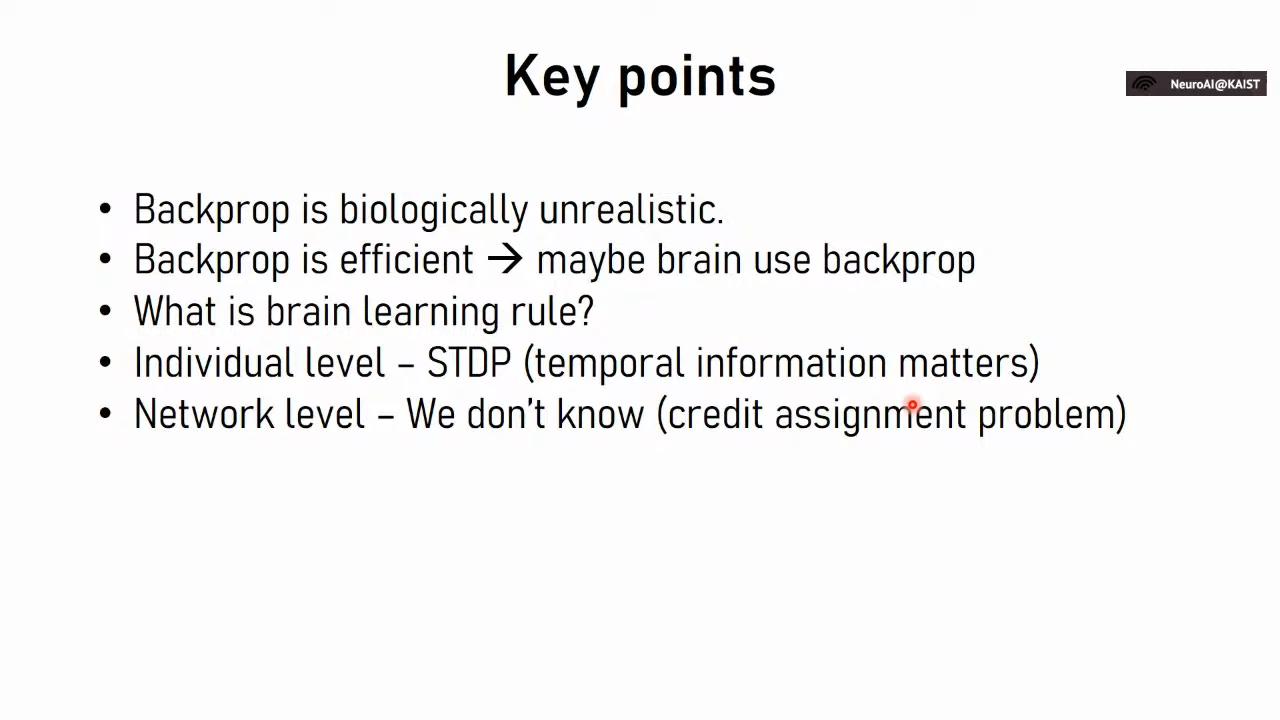 Key points
NeuroAI@KAIST
• Backprop is biologically unrealistic.
• Backprop is efficient → maybe brain use backprop
• What is brain learning rule?
• Individual level – STDP (temporal information matters)
• Network level – We don’t know (credit assignment problem)